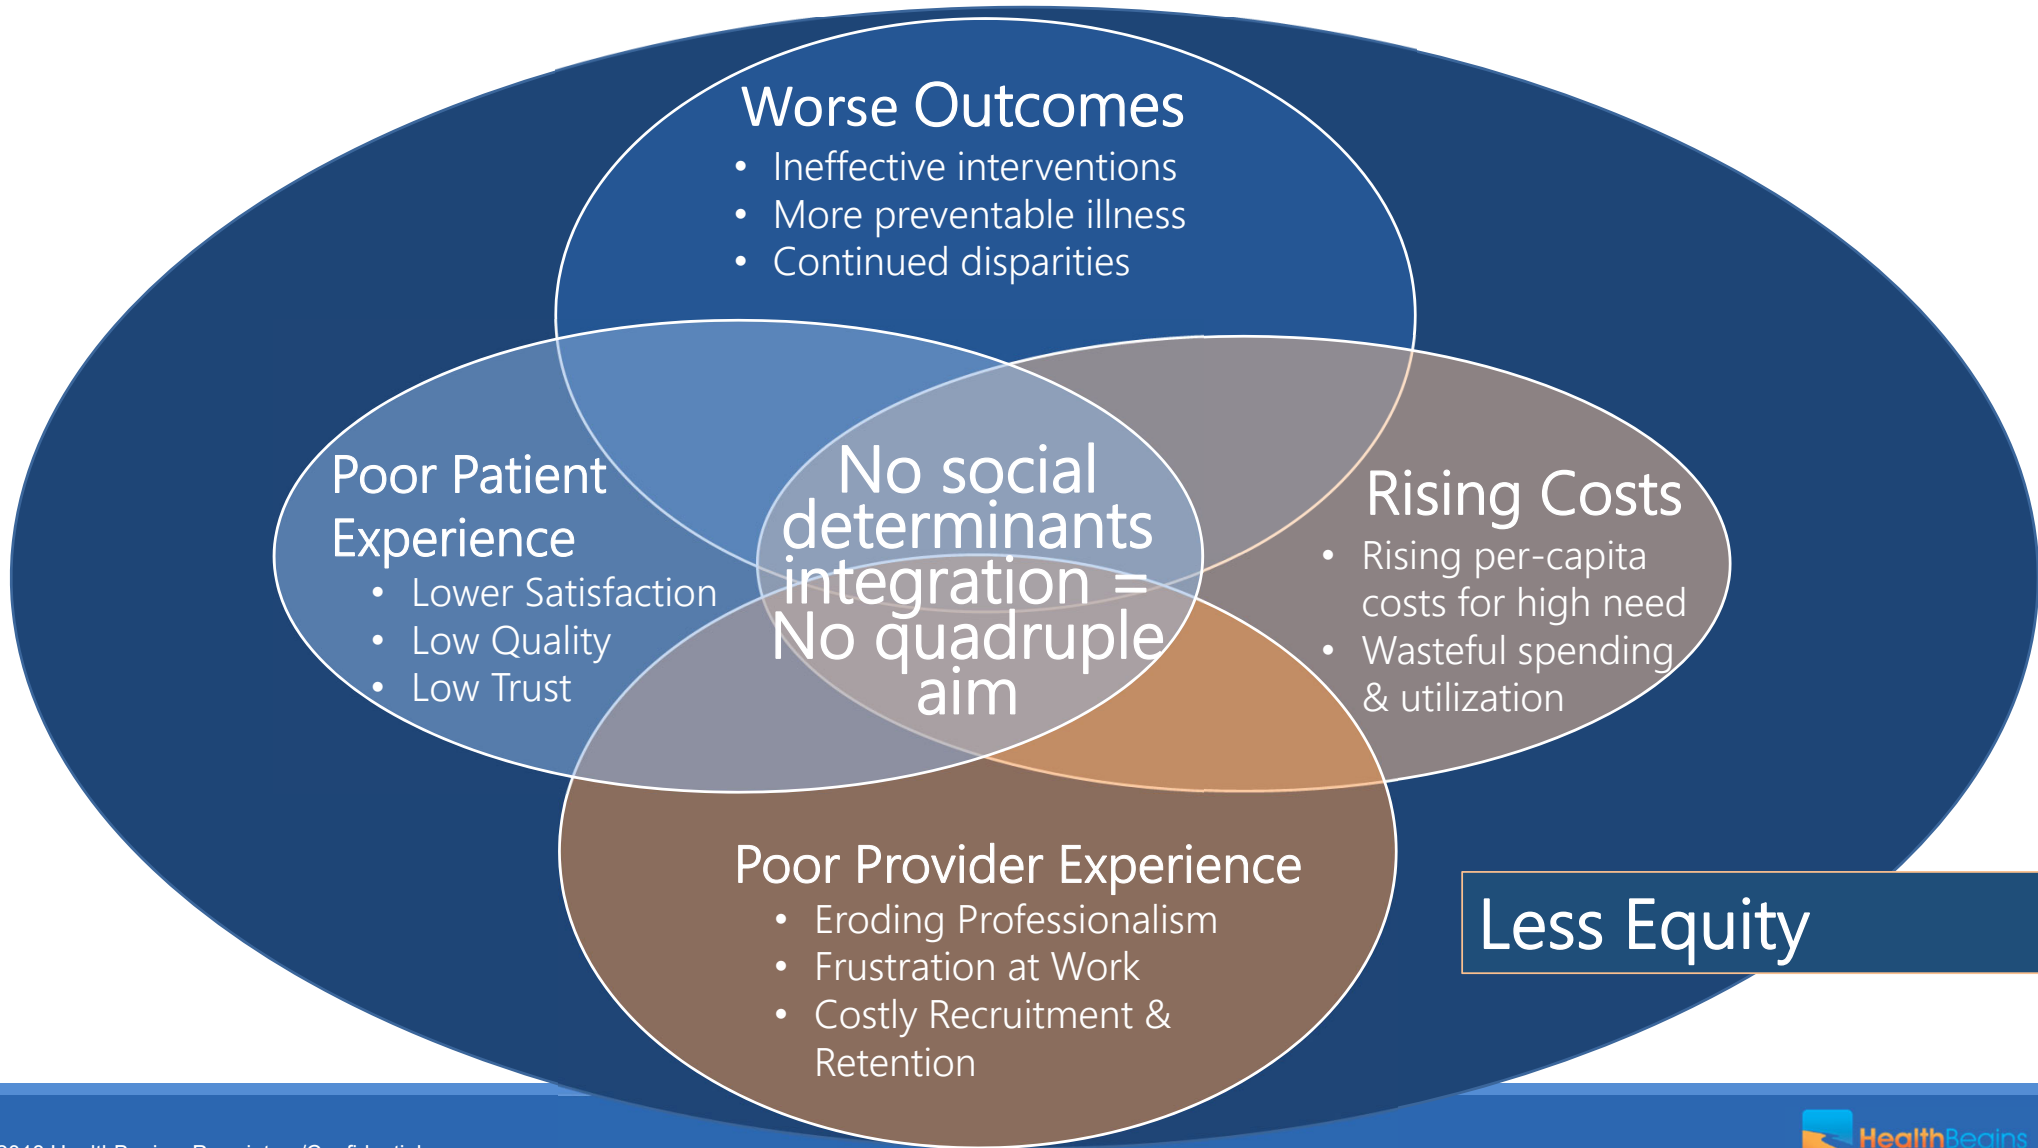 Worse Outcomes
• Ineffective interventions
• More preventable illness
• Continued disparities
Poor Patient
Experience
• Lower Satisfaction
• Low Quality
• Low Trust
No social
determinants
integration =
No quadruple
aim
Rising Costs
• Rising per-capita
costs for high need
• Wasteful spending
& utilization
Poor Provider Experience
• Eroding Professionalism
• Frustration at Work
• Costly Recruitment &
Retention
Less Equity
HealthBegins